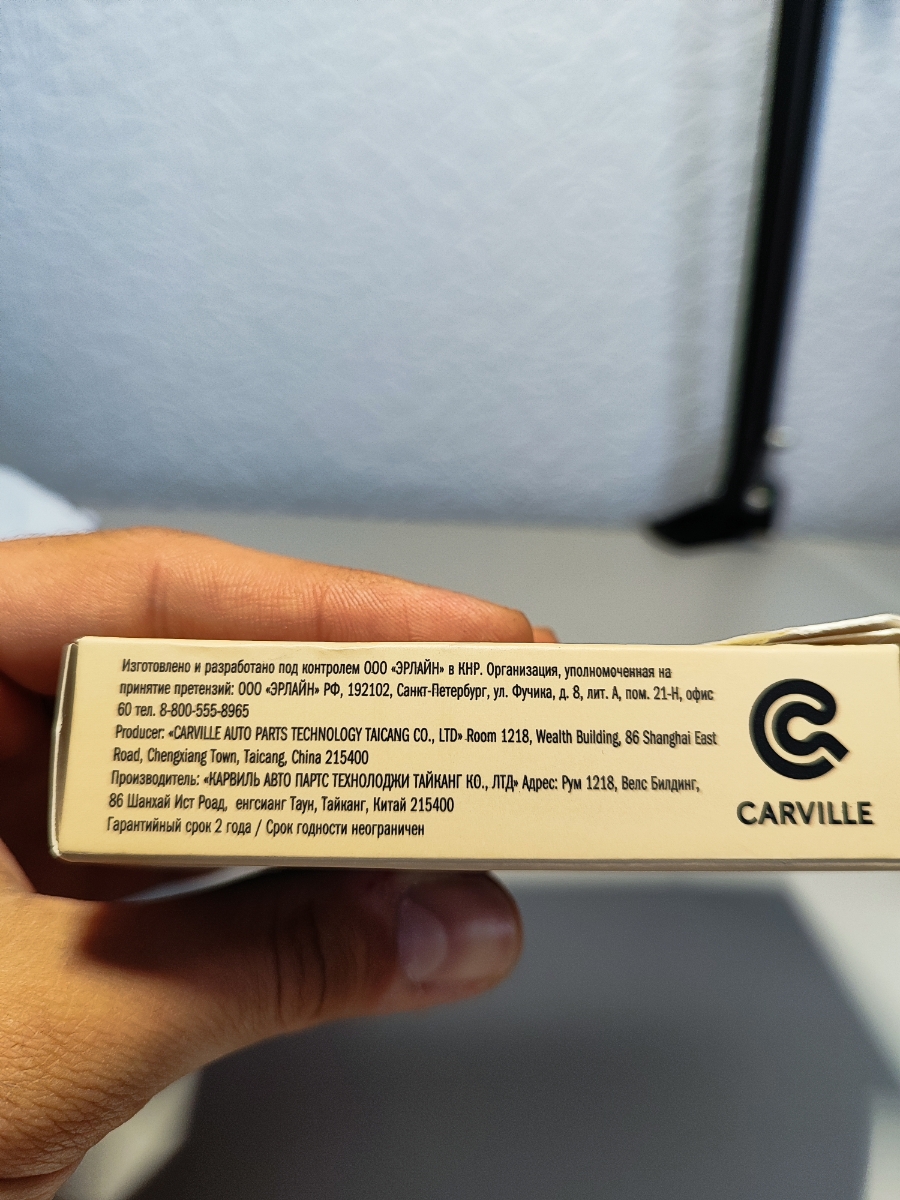 Изготовлено и разработано под контролем ООО «ЭРЛАЙН» в КНР. Организация, уполномоченная на
принятие претензий: ООО «ЭРЛАЙН» РФ, 192102, Санкт-Петербург, ул. Фучика, д. 8, лит. А, пом. 21-Н, офис
60 тел. 8-800-555-8965
Producer: «CARVILLE AUTO PARTS TECHNOLOGY TAICANG CO., LTD» Room 1218, Wealth Building, 86 Shanghai East
Road, Chengxiang Town, Taicang, China 215400
Производитель: «КАРВИЛЬ АВТО ПАРТС ТЕХНОЛОДЖИ ТАЙКАНГ КО., ЛТД» Адрес: Рум 1218, Велс Билдинг,
86 Шанхай Ист Роад, енгсианг Таун, Тайканг, Китай 215400
Гарантийный срок 2 года / Срок годности неограничен
CARVILLE